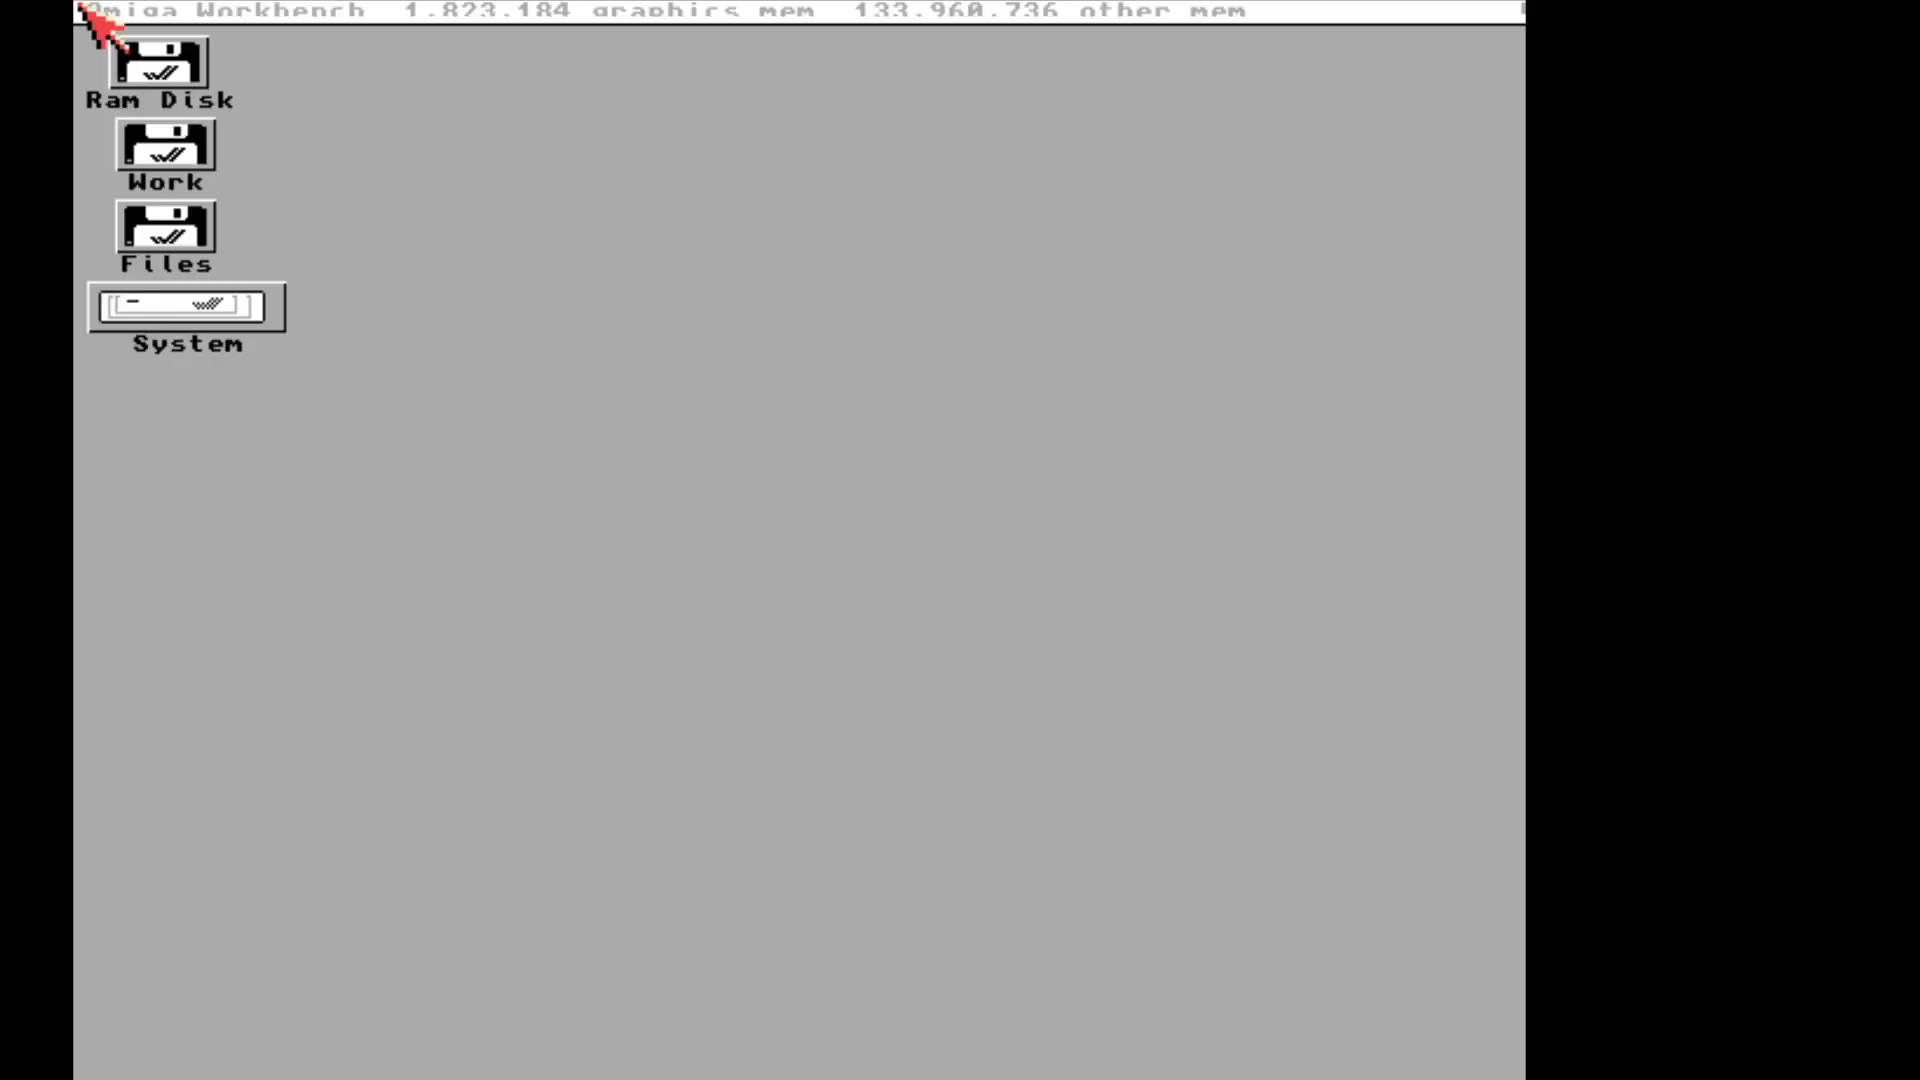 Amiga Workbench 1,823,184 graphics mem 133,960,736 other mem
Ram Disk
Work
Files
System